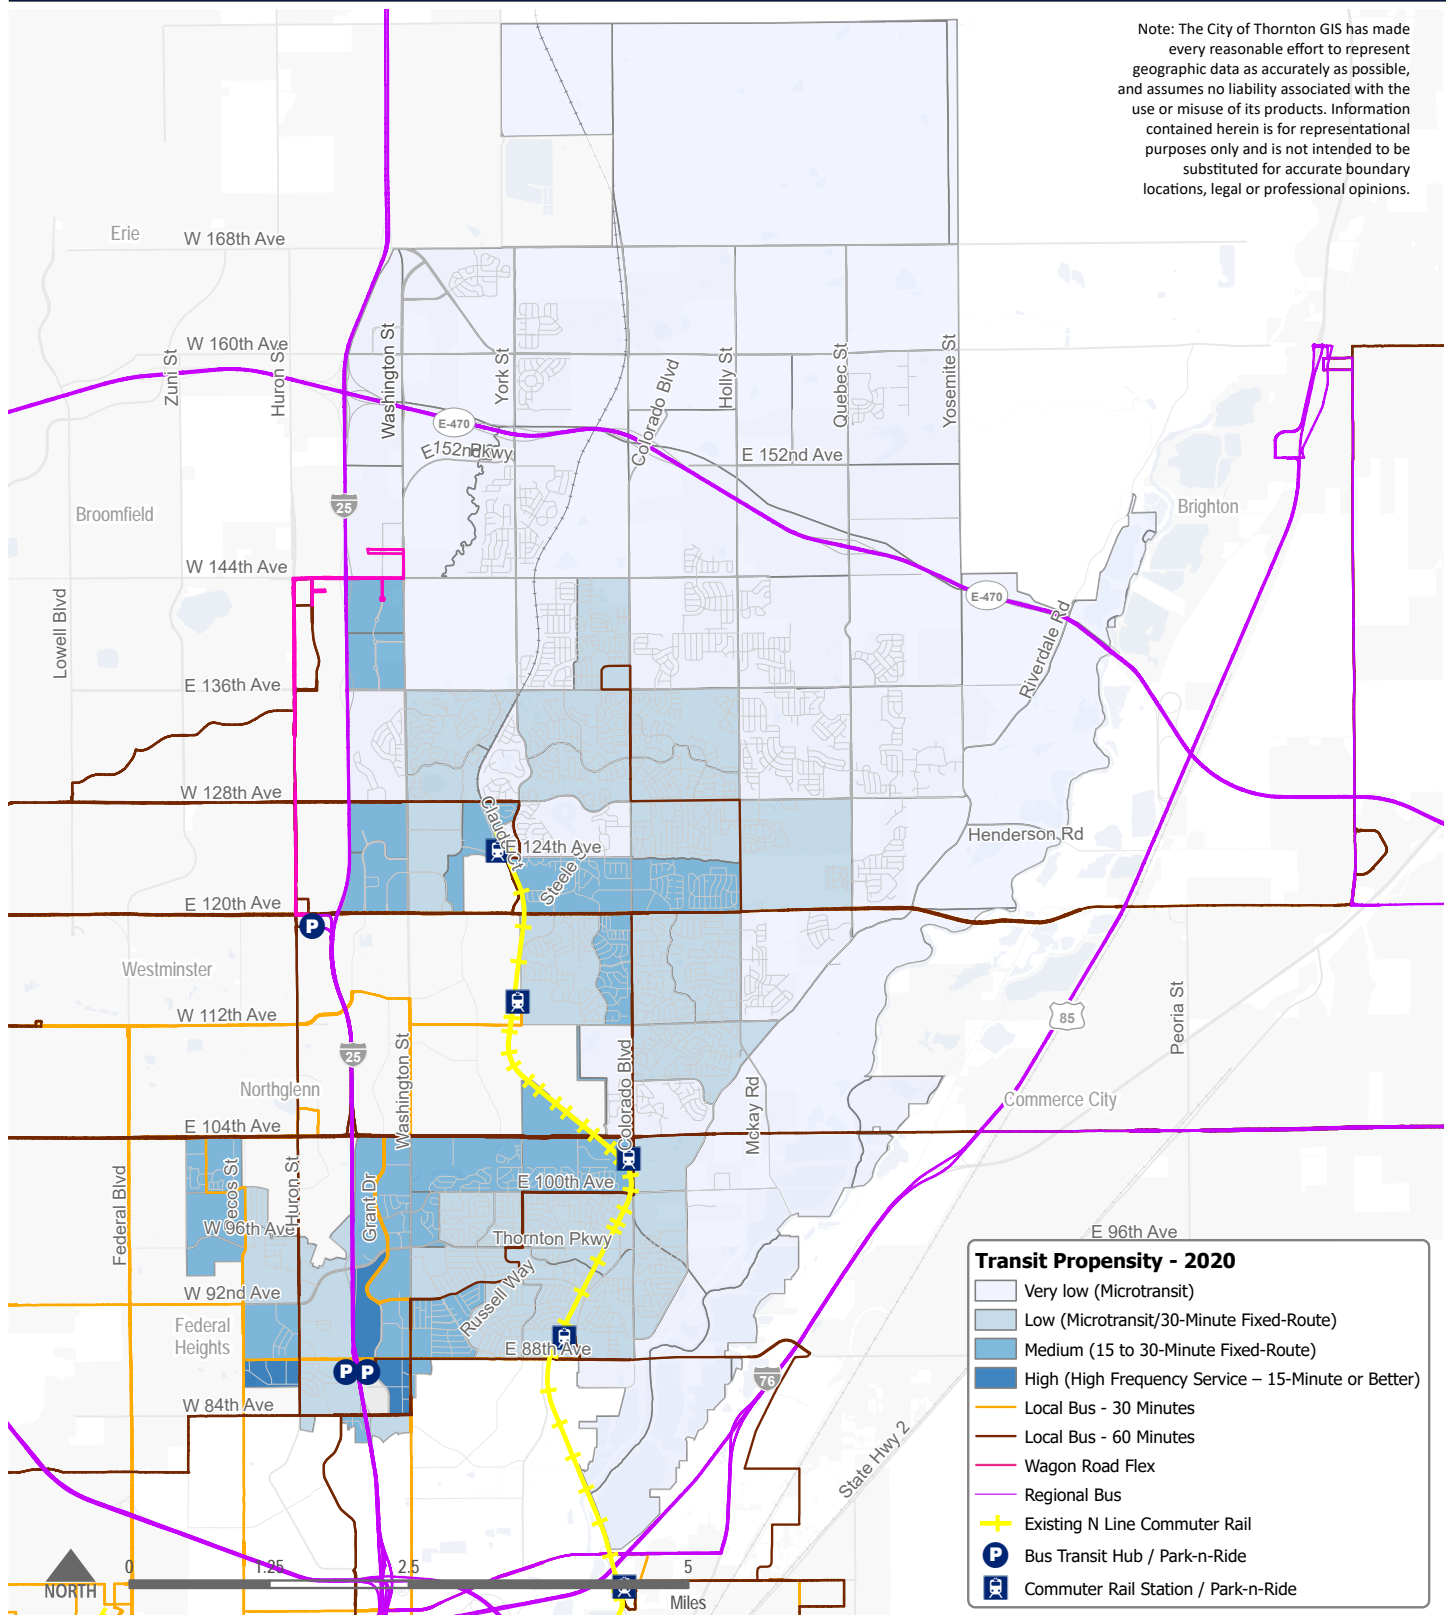 Note: The City of Thornton GIS has made
every reasonable effort to represent
geographic data as accurately as possible,
and assumes no liability associated with the
use or misuse of its products. Information
contained herein is for representational
purposes only and is not intended to be
substituted for accurate boundary
locations, legal or professional opinions.
Erie
W 168th Ave
W 160th Ave
Zuni St
Huron St
Washington St
York St
Colorado Blvd
Holly St
Quebec St
Yosemite St
E-470
E 152nd Pkwy
E 152nd Ave
Broomfield
25
Brighton
W 144th Ave
E-470
Lowell Blvd
Riverdale Rd
E 136th Ave
W 128th Ave
Claude Ct
E 124th Ave
Steele
Henderson Rd
E 120th Ave
P
Westminster
W 112th Ave
85
Peoria St
25
Washington St
Colorado Blvd
Northglenn
Mckay Rd
Commerce City
E 104th Ave
Federal Blvd
ecos St
Huron St
Grant Dr
E 100th Ave
W 96th Ave
Thornton Pkwy
E 96th Ave
W 92nd Ave
Russell Way
Federal
Heights
E 88th Ave
P P
76
W 84th Ave
State Hwy 2
Transit Propensity - 2020
Very low (Microtransit)
Low (Microtransit/30-Minute Fixed-Route)
Medium (15 to 30-Minute Fixed-Route)
High (High Frequency Service – 15-Minute or Better)
Local Bus - 30 Minutes
Local Bus - 60 Minutes
Wagon Road Flex
Regional Bus
Existing N Line Commuter Rail
P Bus Transit Hub / Park-n-Ride
Commuter Rail Station / Park-n-Ride
NORTH
0 1.25 2.5 5
Miles